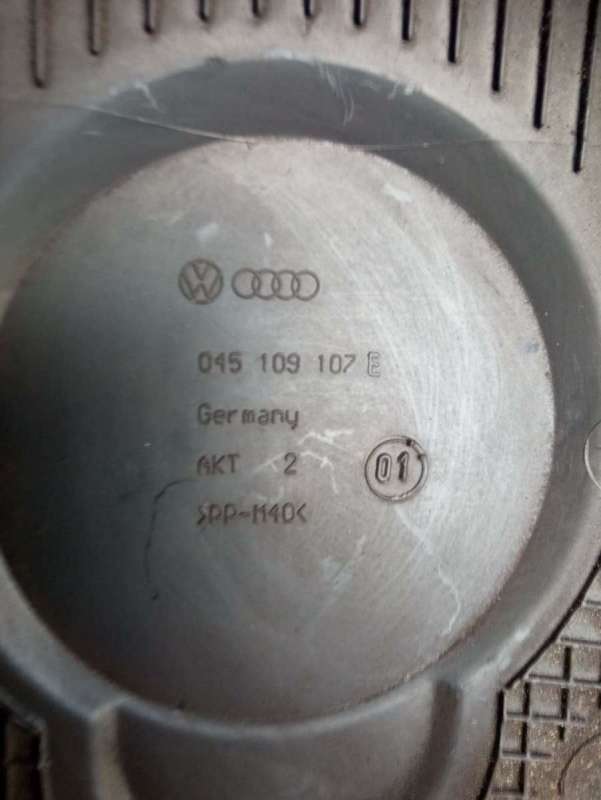 045 109 107 E
Germany
AKT 2 01
>PP-M40<